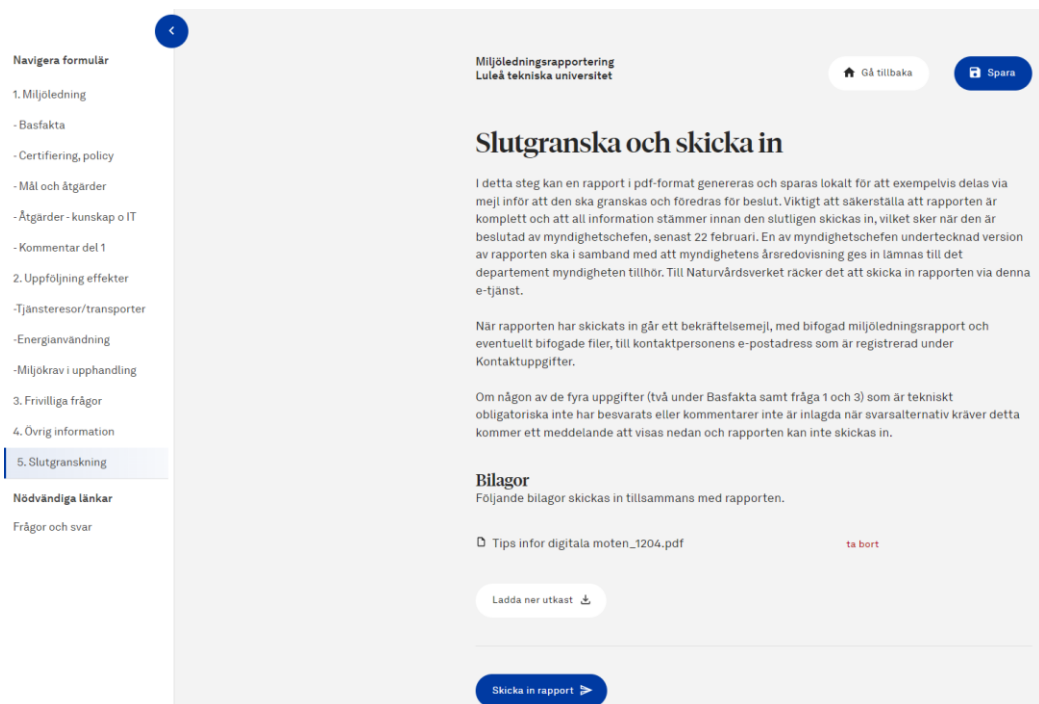 Navigera formulär
1. Miljöledning
- Basfakta
- Certifiering, policy
- Mål och åtgärder
- Åtgärder - kunskap o IT
- Kommentar del 1
2. Uppföljning effekter
-Tjänsteresor/transporter
-Energianvändning
-Miljökrav i upphandling
3. Frivilliga frågor
4. Övrig information
5. Slutgranskning
Nödvändiga länkar
Frågor och svar
Miljöledningsrapportering
Luleå tekniska universitet
Gå tillbaka
Spara
Slutgranska och skicka in
I detta steg kan en rapport i pdf-format genereras och sparas lokalt för att exempelvis delas via
mejl inför att den ska granskas och föredras för beslut. Viktigt att säkerställa att rapporten är
komplett och att all information stämmer innan den slutligen skickas in, vilket sker när den är
beslutad av myndighetschefen, senast 22 februari. En av myndighetschefen undertecknad version
av rapporten ska i samband med att myndighetens årsredovisning ges in lämnas till det
departement myndigheten tillhör. Till Naturvårdsverket räcker det att skicka in rapporten via denna
e-tjänst.
När rapporten har skickats in går ett bekräftelsemejl, med bifogad miljöledningsrapport och
eventuellt bifogade filer, till kontaktpersonens e-postadress som är registrerad under
Kontaktuppgifter.
Om någon av de fyra uppgifter (två under Basfakta samt fråga 1 och 3) som är tekniskt
obligatoriska inte har besvarats eller kommentarer inte är inlagda när svarsalternativ kräver detta
kommer ett meddelande att visas nedan och rapporten kan inte skickas in.
Bilagor
Följande bilagor skickas in tillsammans med rapporten.
Tips infor digitala moten_1204.pdf
ta bort
Ladda ner utkast
Skicka in rapport